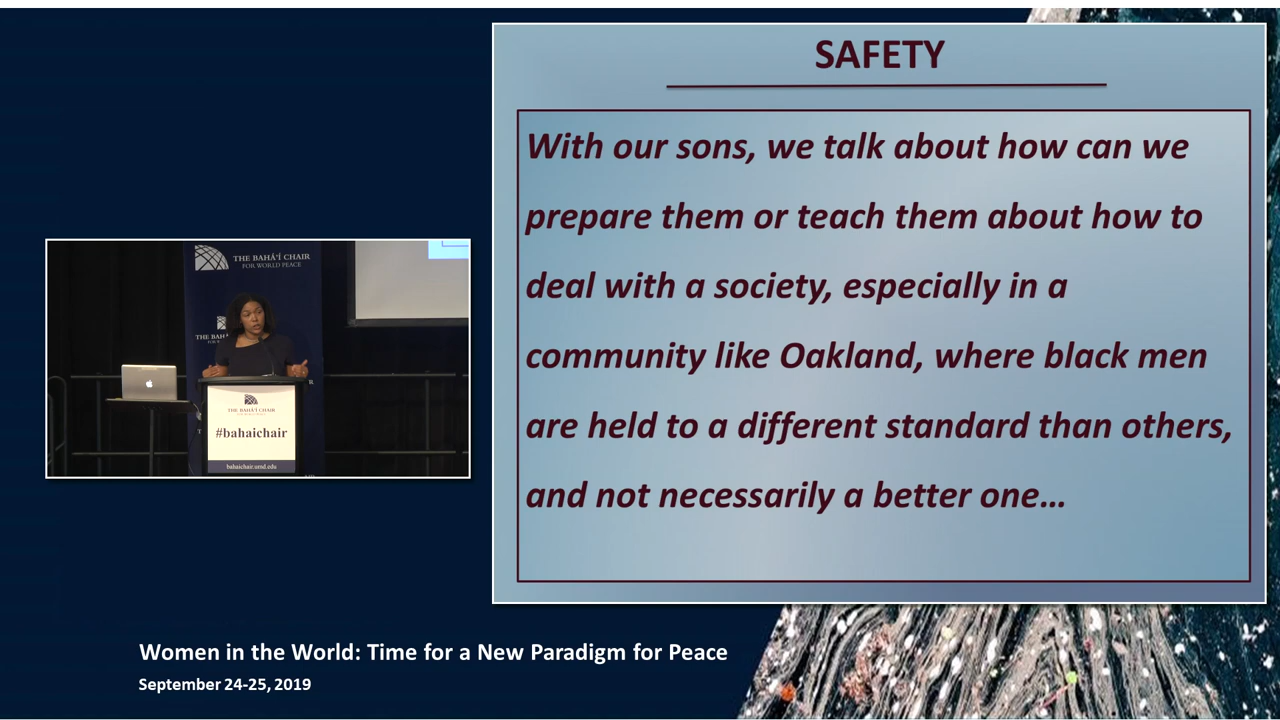 SAFETY
With our sons, we talk about how can we
prepare them or teach them about how to
deal with a society, especially in a
community like Oakland, where black men
are held to a different standard than others,
and not necessarily a better one…
THE BAHÁ'Í CHAIR
FOR WORLD PEACE
THE BAHÁ'Í CHAIR
#bahaichair
bahaichair.umd.edu
Women in the World: Time for a New Paradigm for Peace
September 24-25, 2019